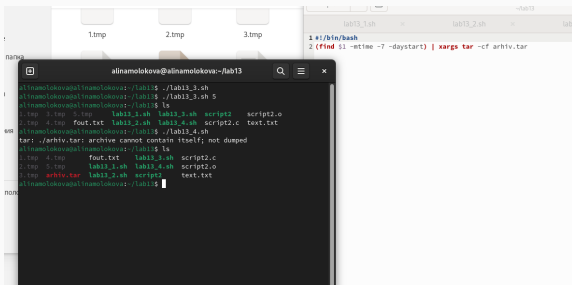 1.tmp 2.tmp 3.tmp
~/lab13
lab13_1.sh × lab13_2.sh × lab
1 #!/bin/bash
2 (find $1 -mtime -7 -daystart) | xargs tar -cf arhiv.tar
папка
alinamolokova@alinamolokova:~/lab13
alinamolokova@alinamolokova:~/lab13$ ./lab13_3.sh
alinamolokova@alinamolokova:~/lab13$ ./lab13_3.sh 5
alinamolokova@alinamolokova:~/lab13$ ls
1.tmp 3.tmp 5.tmp lab13_1.sh lab13_3.sh script2 script2.o
2.tmp 4.tmp fout.txt lab13_2.sh lab13_4.sh script2.c text.txt
alinamolokova@alinamolokova:~/lab13$ ./lab13_4.sh
tar: ./arhiv.tar: archive cannot contain itself; not dumped
alinamolokova@alinamolokova:~/lab13$ ls
1.tmp 4.tmp fout.txt lab13_3.sh script2.c
2.tmp 5.tmp lab13_1.sh lab13_4.sh script2.o
3.tmp arhiv.tar lab13_2.sh script2 text.txt
alinamolokova@alinamolokova:~/lab13$